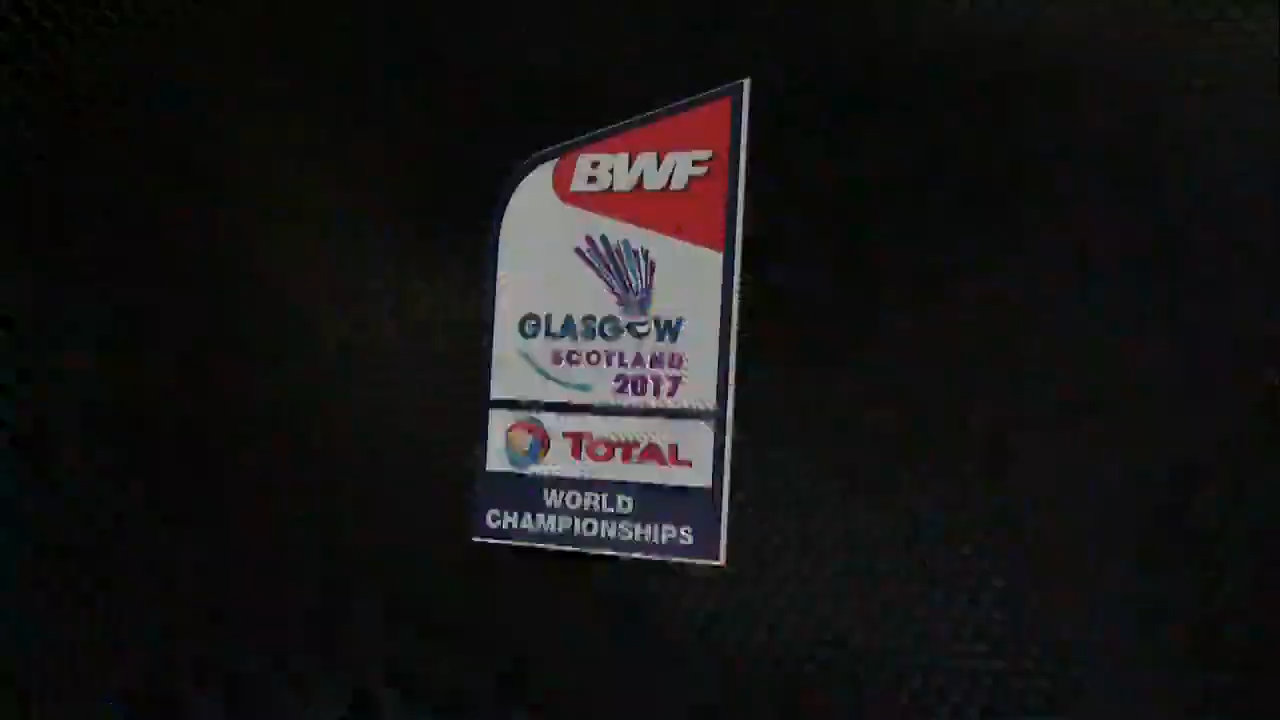 BWF
GLASGOW
SCOTLAND
2017
TOTAL
WORLD
CHAMPIONSHIPS